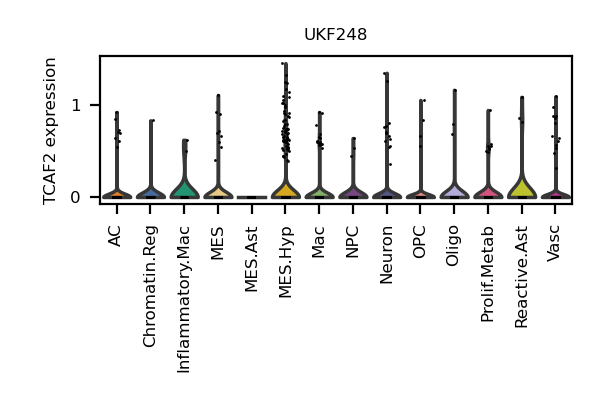 UKF248
TCAF2 expression
1
0
AC
Chromatin.Reg
Inflammatory.Mac
MES
MES.Ast
MES.Hyp
Mac
NPC
Neuron
OPC
Oligo
Prolif.Metab
Reactive.Ast
Vasc